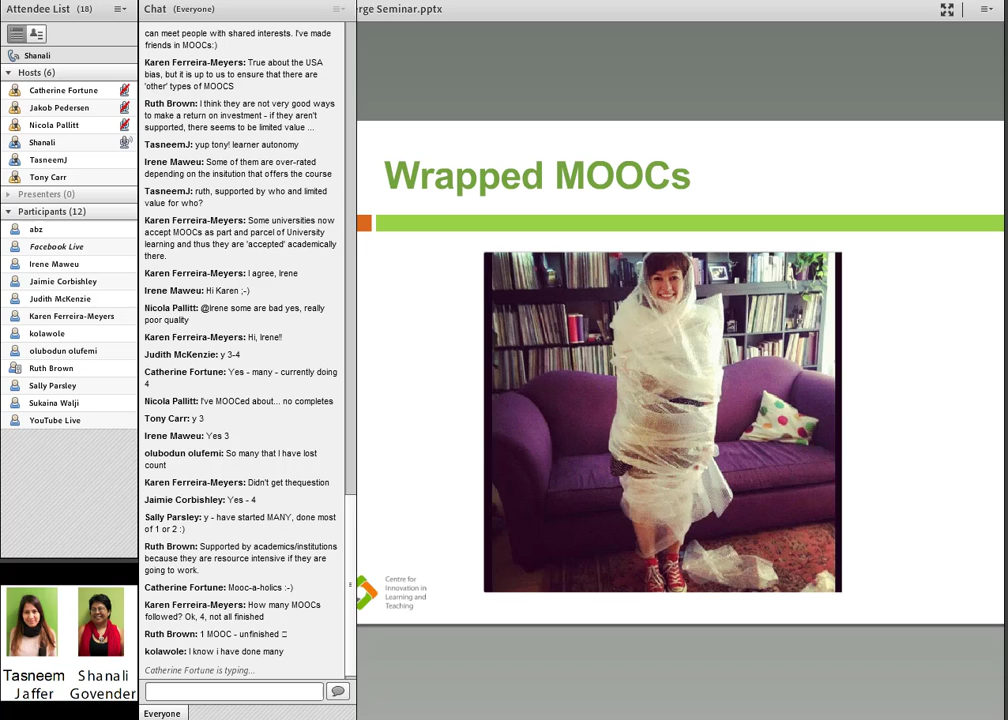 Attendee List (18)
Shanali
Hosts (6)
Catherine Fortune
Jakob Pedersen
Nicola Pallitt
Shanali
TasneemJ
Tony Carr
Presenters (0)
Participants (12)
abz
Facebook Live
Irene Maweu
Jaimie Corbishley
Judith McKenzie
Karen Ferreira-Meyers
kolawole
olubodun olufemi
Ruth Brown
Sally Parsley
Sukaina Walji
YouTube Live
Tasneem
Jaffer
Shanali
Govender
Chat (Everyone)
can meet people with shared interests. I've made
friends in MOOCs:)
Karen Ferreira-Meyers: True about the USA
bias, but it is up to us to ensure that there are
'other' types of MOOCS
Ruth Brown: I think they are not very good ways
to make a return on investment - if they aren't
supported, there seems to be limited value ...
TasneemJ: yup tony! learner autonomy
Irene Maweu: Some of them are over-rated
depending on the insitution that offers the course
TasneemJ: ruth, supported by who and limited
value for who?
Karen Ferreira-Meyers: Some universities now
accept MOOCs as part and parcel of University
learning and thus they are 'accepted' academically
there.
Karen Ferreira-Meyers: I agree, Irene
Irene Maweu: Hi Karen ;-)
Nicola Pallitt: @Irene some are bad yes, really
poor quality
Karen Ferreira-Meyers: Hi, Irene!!
Judith McKenzie: y 3-4
Catherine Fortune: Yes - many - currently doing
4
Nicola Pallitt: I've MOOCed about... no completes
Tony Carr: y 3
Irene Maweu: Yes 3
olubodun olufemi: So many that I have lost
count
Karen Ferreira-Meyers: Didn't get thequestion
Jaimie Corbishley: Yes - 4
Sally Parsley: y - have started MANY, done most
of 1 or 2 :)
Ruth Brown: Supported by academics/institutions
because they are resource intensive if they are
going to work.
Catherine Fortune: Mooc-a-holics :-)
Karen Ferreira-Meyers: How many MOOCs
followed? Ok, 4, not all finished
Ruth Brown: 1 MOOC - unfinished
kolawole: I know i have done many
Catherine Fortune is typing...
Everyone
erge Seminar.pptx
Wrapped MOOCs
Centre for
Innovation in
Learning and
Teaching